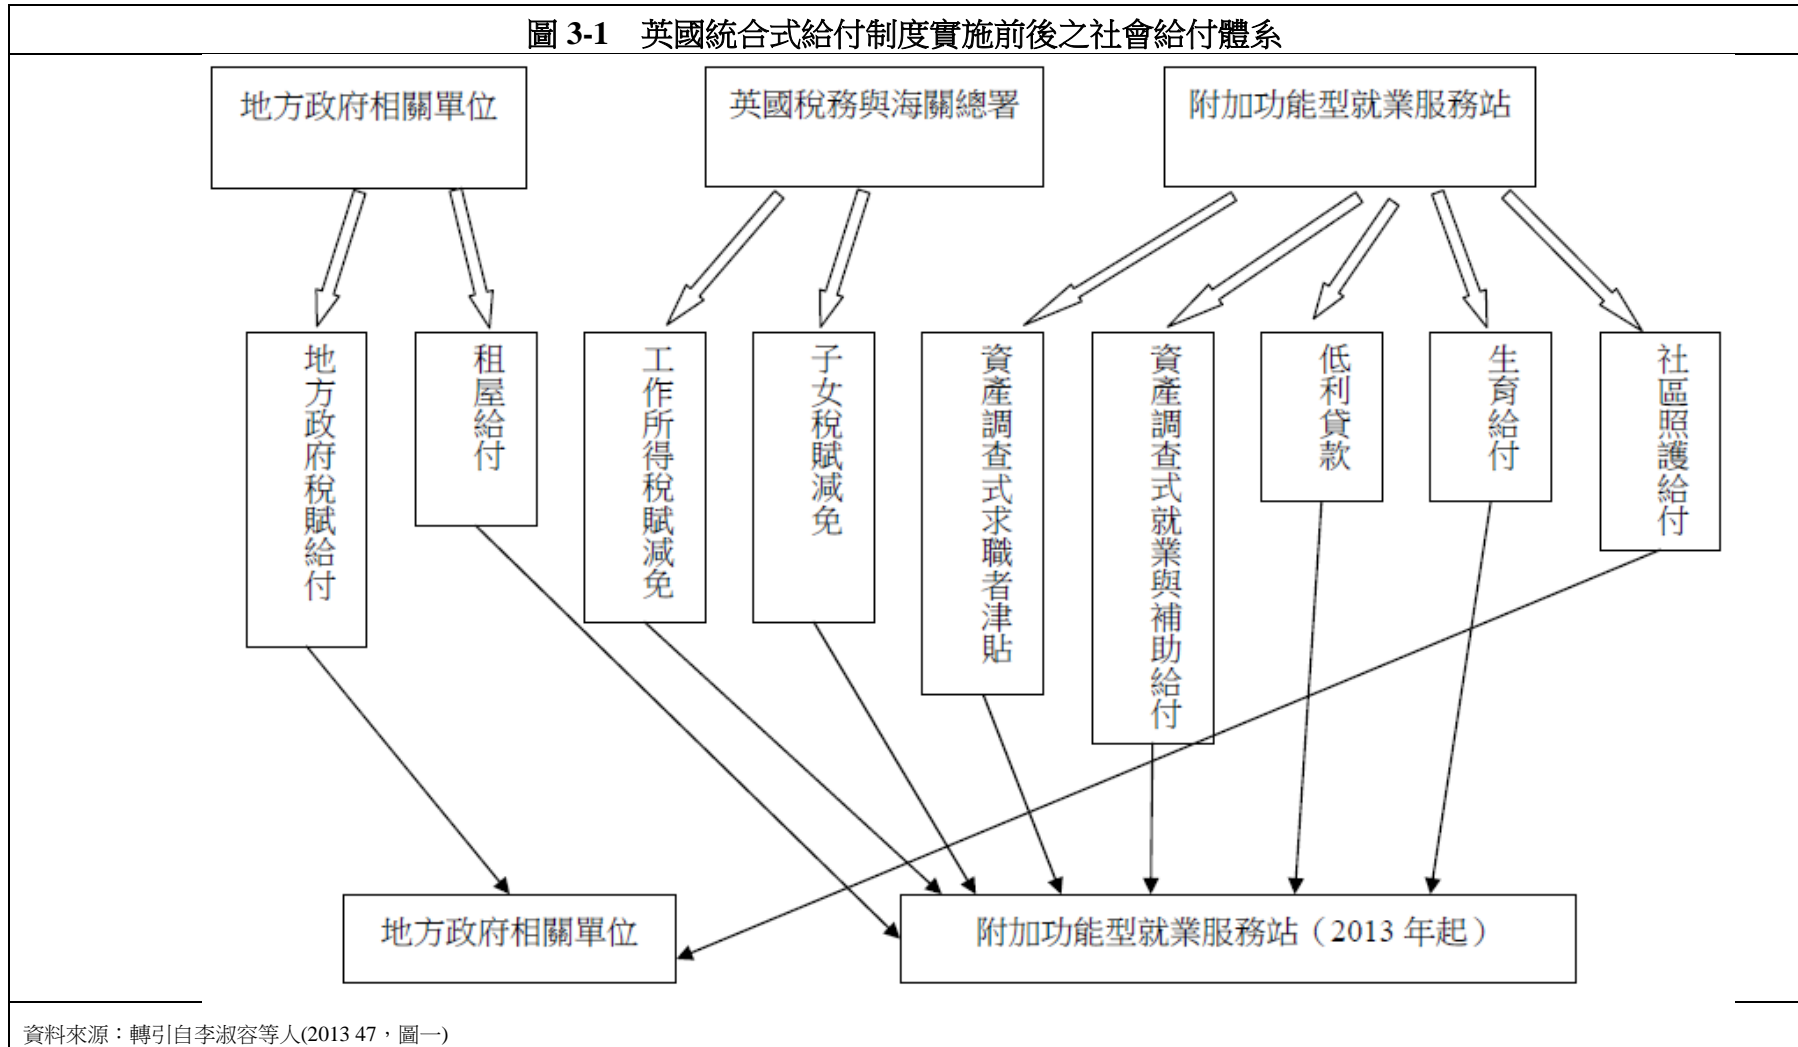 圖 3-1 英國統合式給付制度實施前後之社會給付體系
地方政府相關單位
英國稅務與海關總署
附加功能型就業服務站
地方政府稅賦給付
租屋給付
工作所得稅賦減免
子女稅賦減免
資產調查式求職者津貼
資產調查式就業與補助給付
低利貸款
生育給付
社區照護給付
地方政府相關單位
附加功能型就業服務站（2013 年起）
資料來源：轉引自李淑容等人(2013 47，圖一)